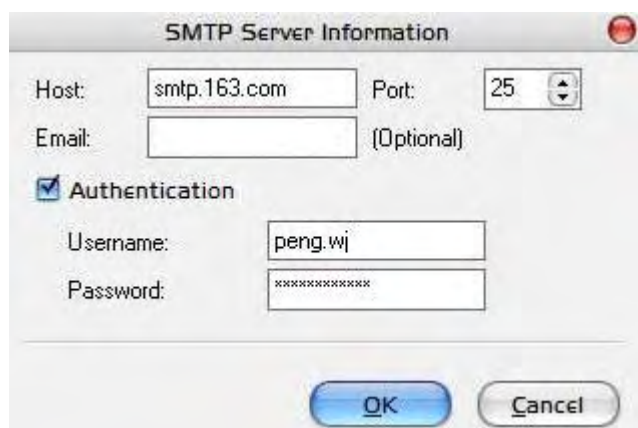 SMTP Server Information
Host: smtp.163.com Port: 25
Email: (Optional)
Authentication
Username: peng.wj
Password: ************
OK Cancel